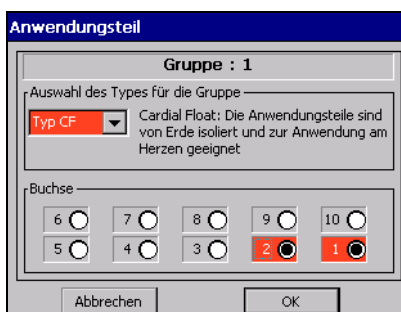 Anwendungsteil
Gruppe : 1
Auswahl des Types für die Gruppe
Typ CF
Cardial Float: Die Anwendungsteile sind
von Erde isoliert und zur Anwendung am
Herzen geeignet
Buchse
6 7 8 9 10
5 4 3 2 1
Abbrechen OK